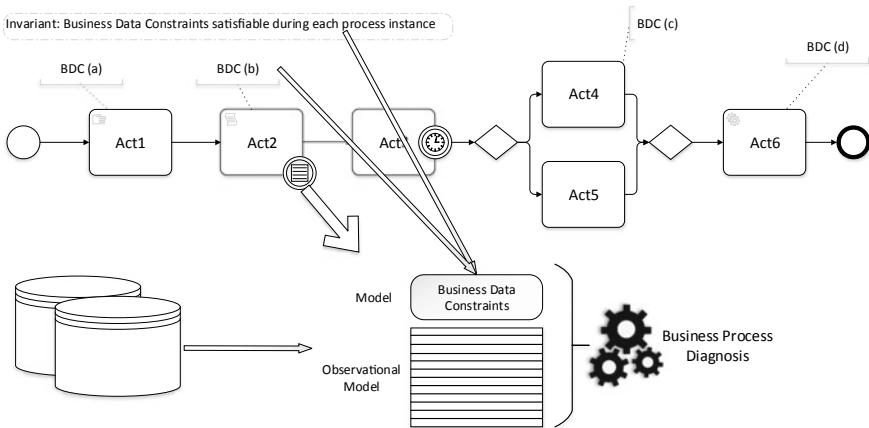 Invariant: Business Data Constraints satisfiable during each process instance
BDC (a)
BDC (b)
BDC (c)
BDC (d)
Act1
Act2
Act4
Act5
Act6
Model
Business Data
Constraints
Observational
Model
Business Process
Diagnosis